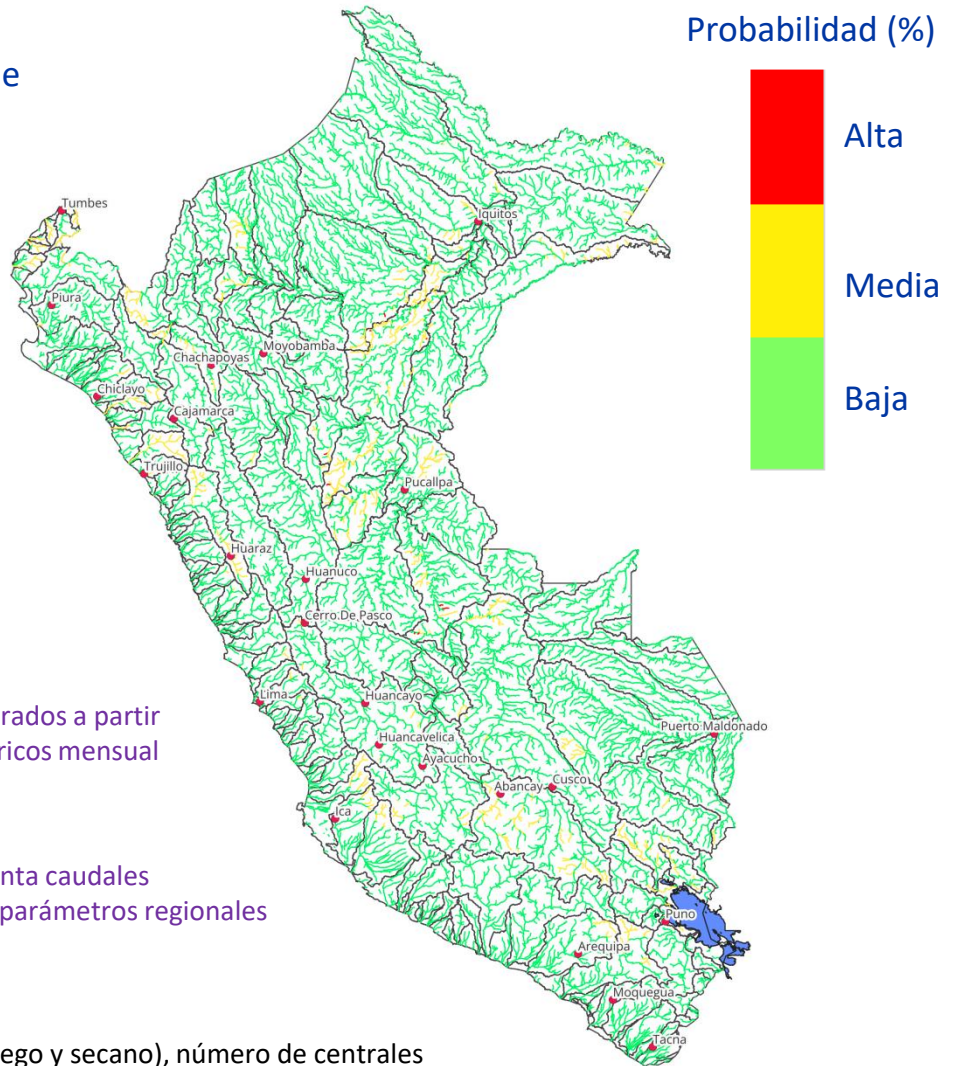 Probabilidad (%)
e
Alta
Media
Baja
Tumbes
Iquitos
Piura
Moyobamba
Chachapoyas
Chiclayo
Cajamarca
Trujillo
Pucallpa
Huaraz
Huanuco
Cerro De Pasco
Lima
Huancayo
Puerto Maldonado
Huancavelica
Ayacucho
Abancay
Cusco
Ica
Puno
Arequipa
Moquegua
Tacna
rados a partir
ricos mensual
nta caudales
parámetros regionales
ego y secano), número de centrales